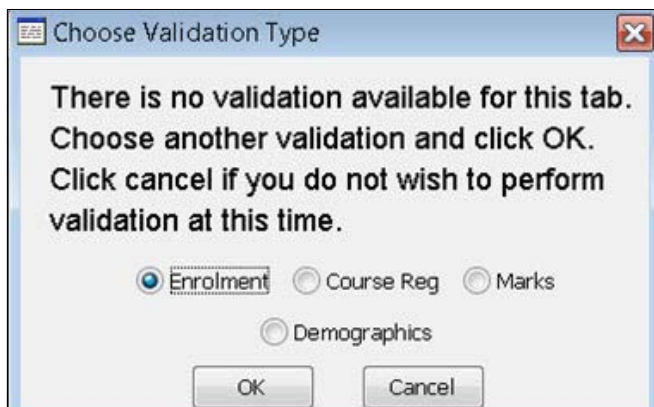 Choose Validation Type
There is no validation available for this tab.
Choose another validation and click OK.
Click cancel if you do not wish to perform
validation at this time.
Enrolment Course Reg Marks
Demographics
OK Cancel